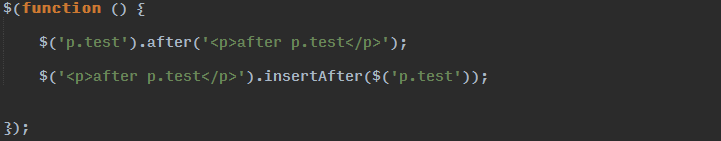 $(function () {
$('p.test').after('<p>after p.test</p>');
$('<p>after p.test</p>').insertAfter($('p.test'));
});